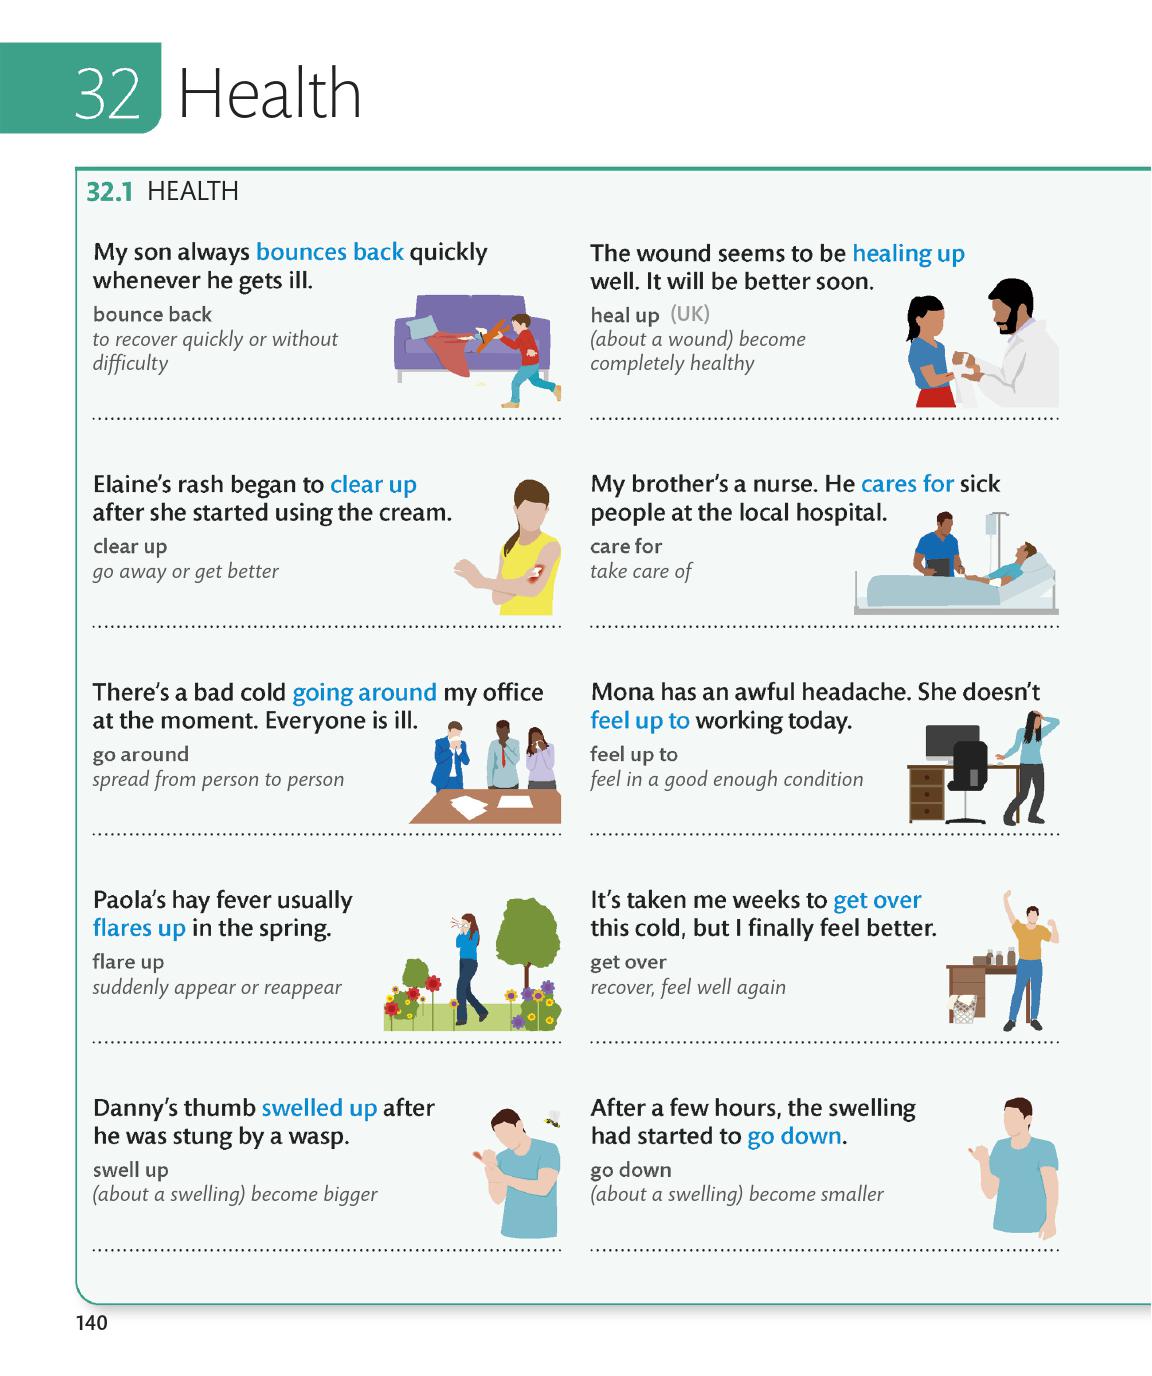 32 Health
32.1 HEALTH
My son always bounces back quickly
whenever he gets ill.
bounce back
to recover quickly or without
difficulty
The wound seems to be healing up
well. It will be better soon.
heal up (UK)
(about a wound) become
completely healthy
Elaine's rash began to clear up
after she started using the cream.
clear up
go away or get better
My brother's a nurse. He cares for sick
people at the local hospital.
care for
take care of
There's a bad cold going around my office
at the moment. Everyone is ill.
go around
spread from person to person
Mona has an awful headache. She doesn't
feel up to working today.
feel up to
feel in a good enough condition
Paola's hay fever usually
flares up in the spring.
flare up
suddenly appear or reappear
It's taken me weeks to get over
this cold, but I finally feel better.
get over
recover, feel well again
Danny's thumb swelled up after
he was stung by a wasp.
swell up
(about a swelling) become bigger
After a few hours, the swelling
had started to go down.
go down
(about a swelling) become smaller
140